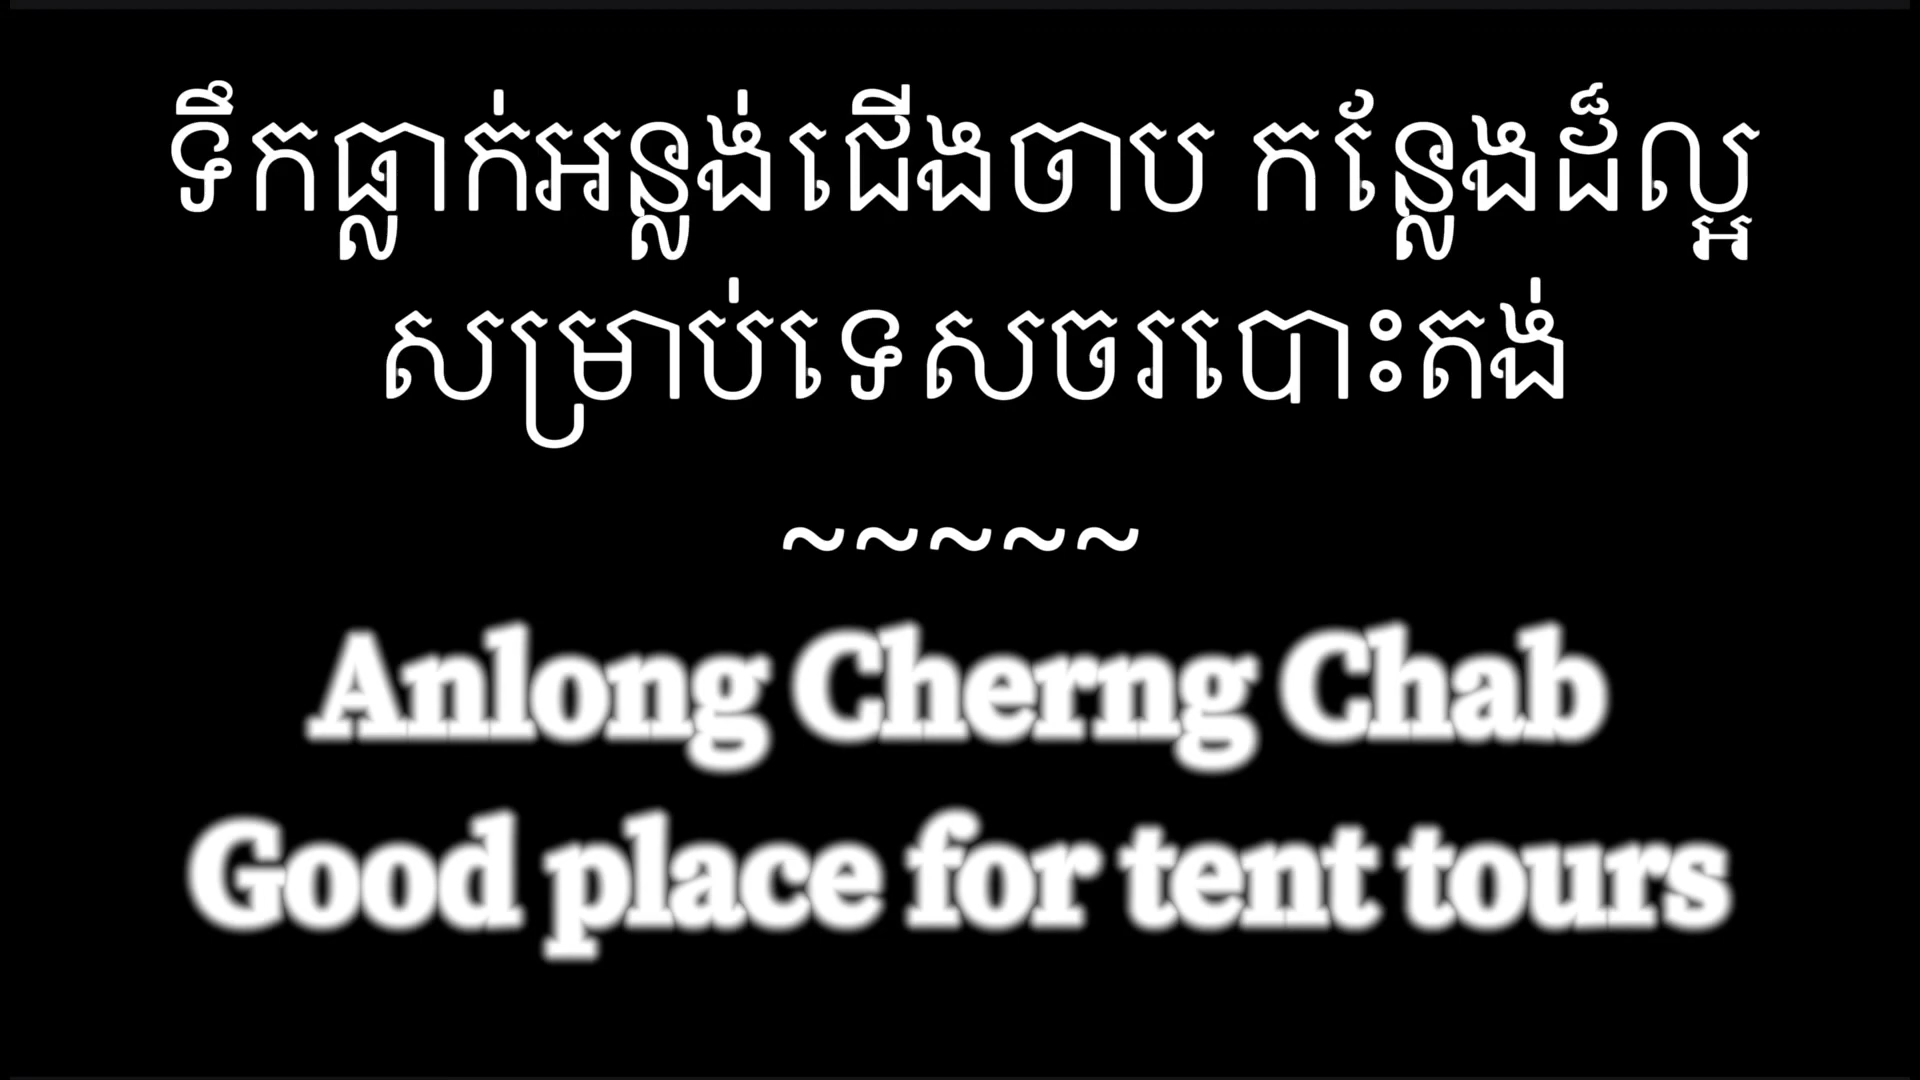 ទឹកធ្លាក់អន្លង់ជើងចាប កន្លែងដ៏ល្អ
សម្រាប់ទេសចរបោះតង់
~~~~~
Anlong Cherng Chab
Good place for tent tours